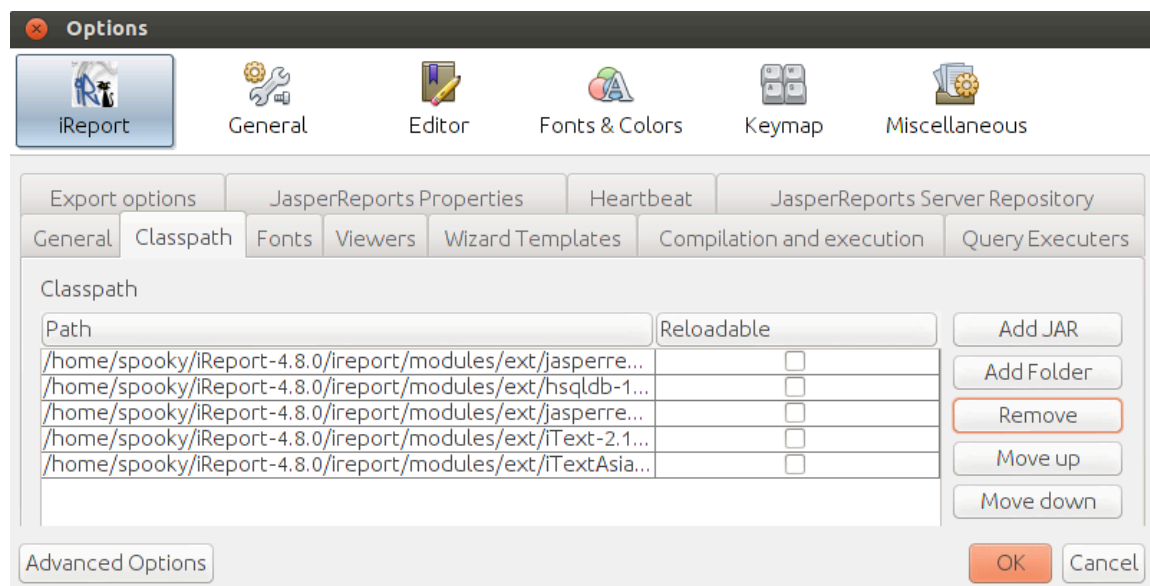 Options
iReport General Editor Fonts & Colors Keymap Miscellaneous
Export options JasperReports Properties Heartbeat JasperReports Server Repository
General Classpath Fonts Viewers Wizard Templates Compilation and execution Query Executers
Classpath
Path Reloadable Add JAR
/home/spooky/iReport-4.8.0/ireport/modules/ext/jasperre...
Add Folder
/home/spooky/iReport-4.8.0/ireport/modules/ext/hsqldb-1...
/home/spooky/iReport-4.8.0/ireport/modules/ext/jasperre...
Remove
/home/spooky/iReport-4.8.0/ireport/modules/ext/iText-2.1...
/home/spooky/iReport-4.8.0/ireport/modules/ext/iTextAsia...
Move up
Move down
Advanced Options OK Cancel